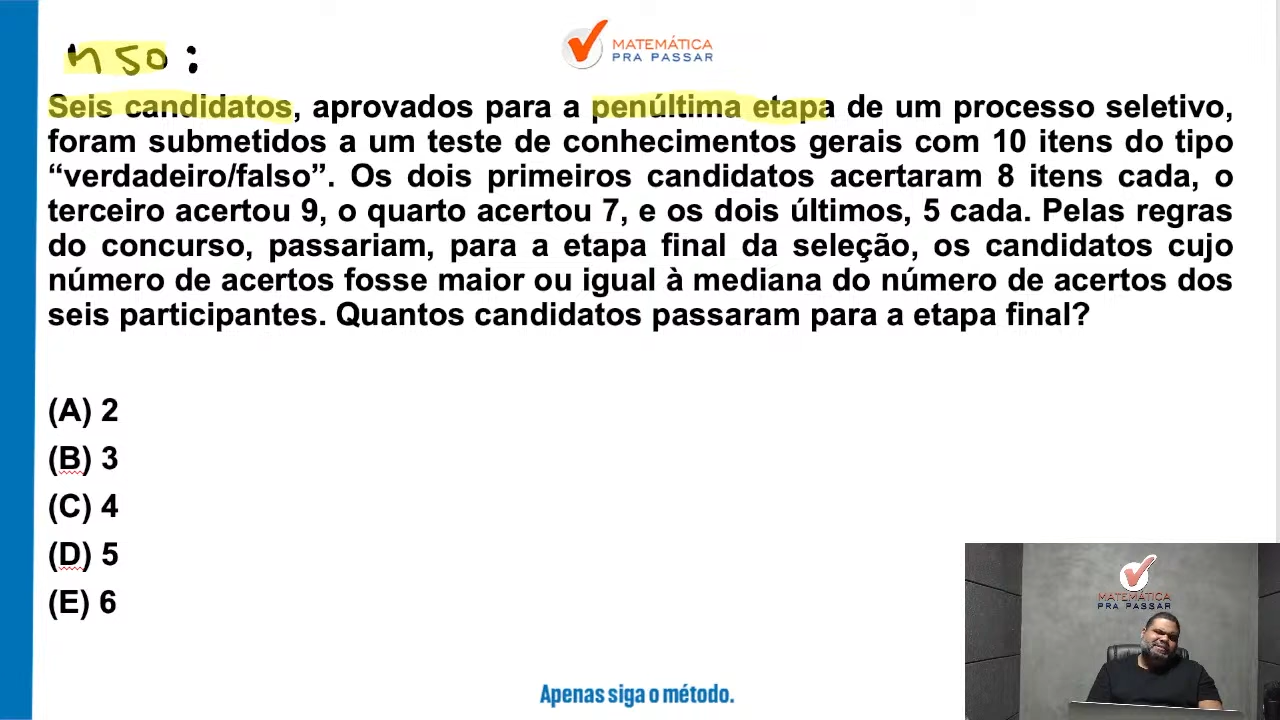 n 50 :
MATEMÁTICA
PRA PASSAR
Seis candidatos, aprovados para a penúltima etapa de um processo seletivo,
foram submetidos a um teste de conhecimentos gerais com 10 itens do tipo
“verdadeiro/falso”. Os dois primeiros candidatos acertaram 8 itens cada, o
terceiro acertou 9, o quarto acertou 7, e os dois últimos, 5 cada. Pelas regras
do concurso, passariam, para a etapa final da seleção, os candidatos cujo
número de acertos fosse maior ou igual à mediana do número de acertos dos
seis participantes. Quantos candidatos passaram para a etapa final?
(A) 2
(B) 3
(C) 4
(D) 5
(E) 6
MATEMÁTICA
PRA PASSAR
Apenas siga o método.